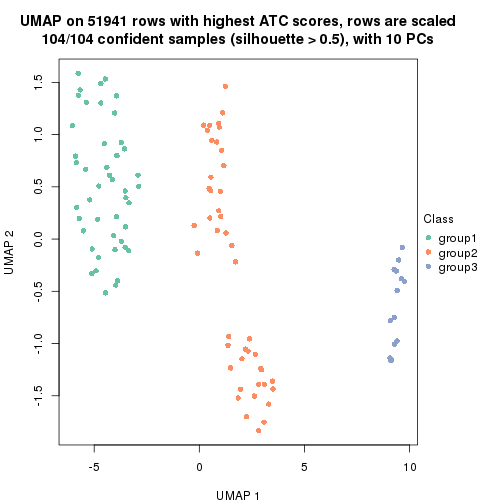 UMAP on 51941 rows with highest ATC scores, rows are scaled
104/104 confident samples (silhouette > 0.5), with 10 PCs
1.5
1.0
0.5
0.0
-0.5
-1.0
-1.5
UMAP 2
-5
0
5
10
UMAP 1
Class
group1
group2
group3